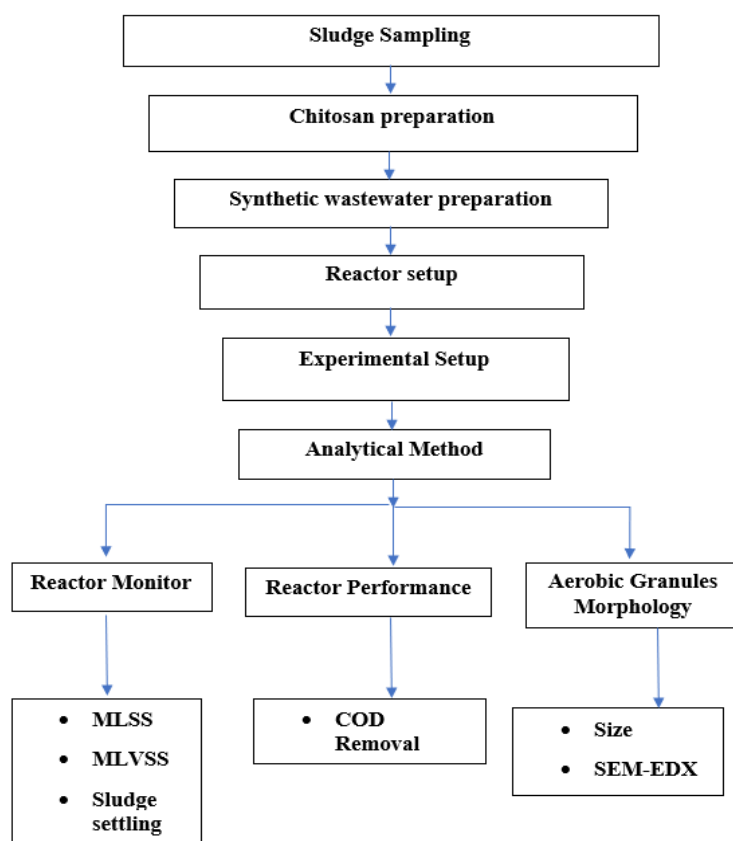 Sludge Sampling
Chitosan preparation
Synthetic wastewater preparation
Reactor setup
Experimental Setup
Analytical Method
Reactor Monitor
Reactor Performance
Aerobic Granules
Morphology
• MLSS
• MLVSS
• Sludge
settling
• COD
Removal
• Size
• SEM-EDX